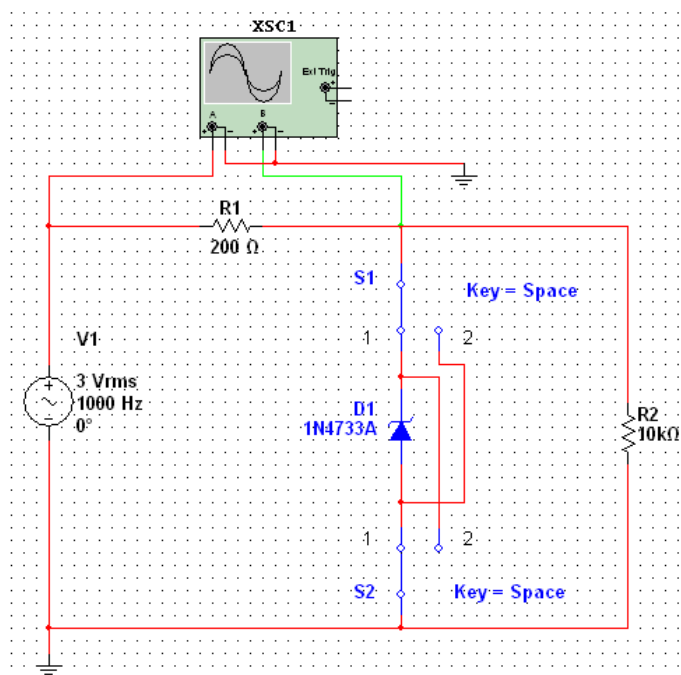 XSC1
Ext Trig
+
−
A
B
+ − + −
R1
200 Ω
S1
Key = Space
1
2
V1
3 Vrms
1000 Hz
0°
D1
1N4733A
R2
10kΩ
1
2
S2
Key = Space